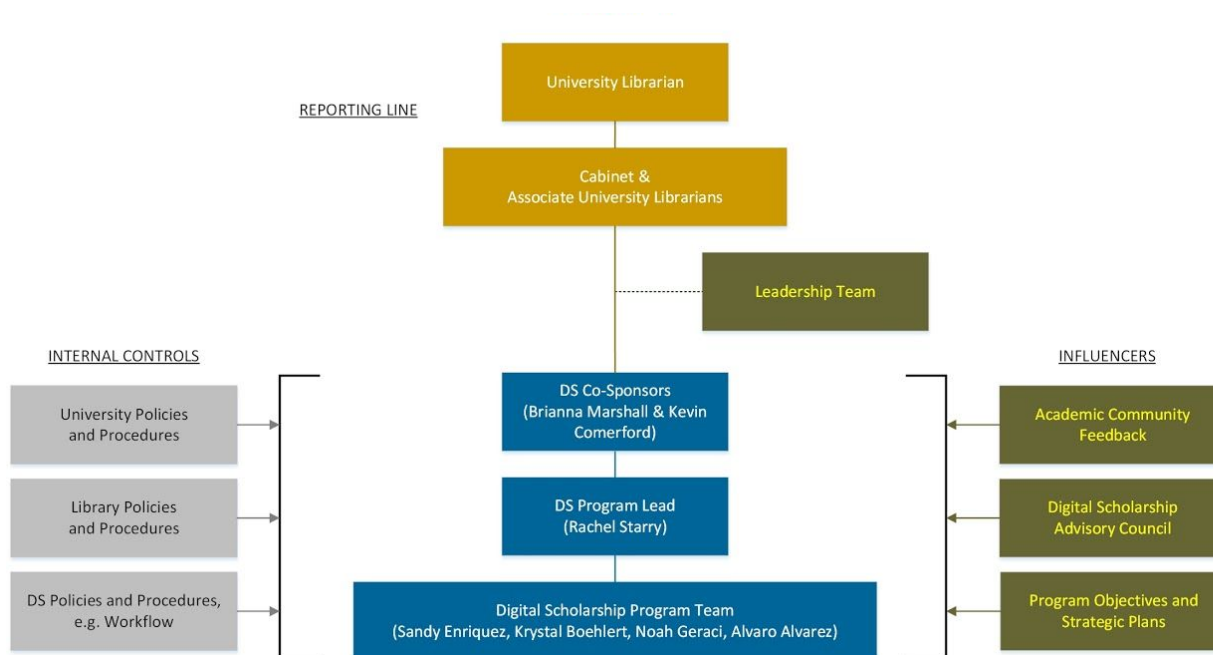 University Librarian
REPORTING LINE
Cabinet &
Associate University Librarians
Leadership Team
INTERNAL CONTROLS
INFLUENCERS
University Policies
and Procedures
DS Co-Sponsors
(Brianna Marshall & Kevin
Comerford)
Academic Community
Feedback
Library Policies
and Procedures
DS Program Lead
(Rachel Starry)
Digital Scholarship
Advisory Council
DS Policies and Procedures,
e.g. Workflow
Digital Scholarship Program Team
(Sandy Enriquez, Krystal Boehlert, Noah Geraci, Alvaro Alvarez)
Program Objectives and
Strategic Plans